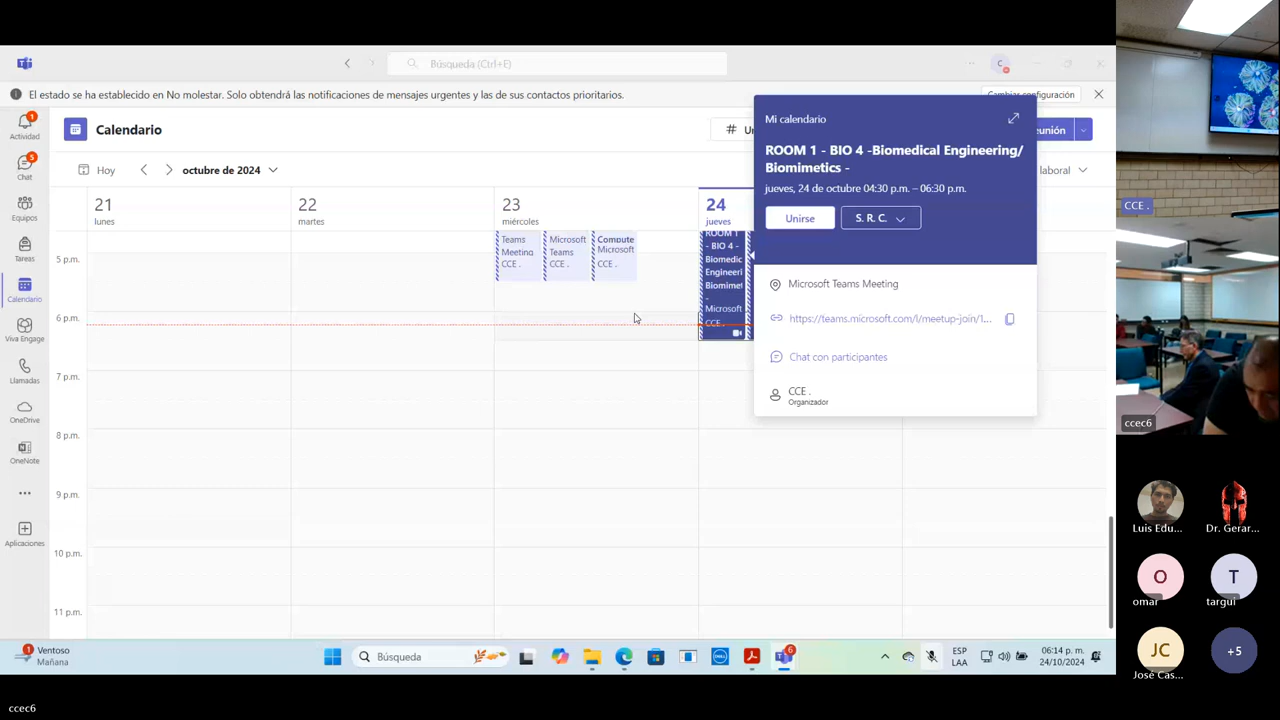 Búsqueda (Ctrl+E)
C
El estado se ha establecido en No molestar. Solo obtendrá las notificaciones de mensajes urgentes y las de sus contactos prioritarios.
Cambiar configuración
Actividad
1
Chat
5
Equipos
Tareas
Calendario
Viva Engage
Llamadas
OneDrive
OneNote
Aplicaciones
Calendario
Hoy
octubre de 2024
laboral
21
lunes
22
martes
23
miércoles
24
jueves
5 p.m.
6 p.m.
7 p.m.
8 p.m.
9 p.m.
10 p.m.
11 p.m.
Teams
Meeting
CCE .
Microsoft
Teams
CCE .
Compute
Microsoft
CCE .
ROOM 1
- BIO 4 -
Biomedic
Engineeri
Biomimet
-
Microsoft
CCE .
Mi calendario
ROOM 1 - BIO 4 -Biomedical Engineering/
Biomimetics -
jueves, 24 de octubre 04:30 p.m. – 06:30 p.m.
Unirse
S. R. C.
Microsoft Teams Meeting
https://teams.microsoft.com/l/meetup-join/1...
Chat con participantes
CCE .
Organizador
CCE .
ccec6
Luis Edu...
Dr. Gerar...
O
omar
T
targui
JC
José Cas...
+5
1
Ventoso
Mañana
Búsqueda
6
ESP
LAA
06:14 p. m.
24/10/2024
ccec6